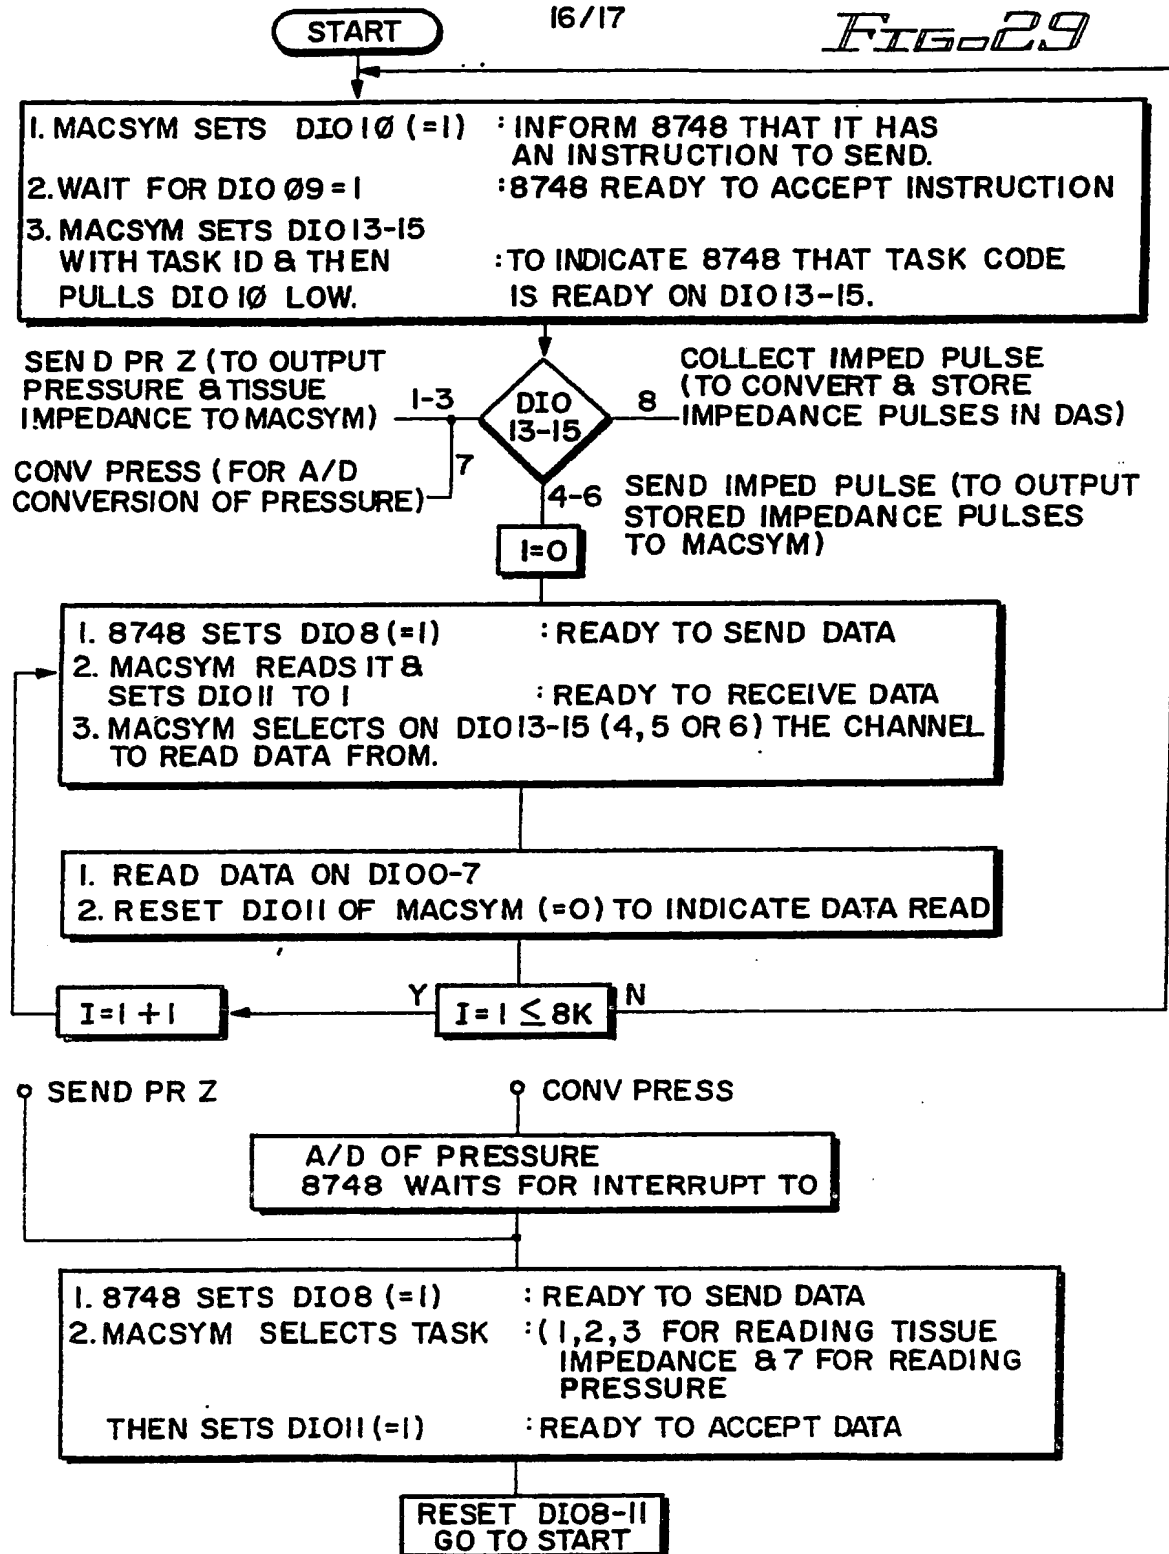 16/17
FIG. 29
START
1. MACSYM SETS DIO 1Ø (=1) : INFORM 8748 THAT IT HAS
AN INSTRUCTION TO SEND.
2. WAIT FOR DIO Ø9=1 :8748 READY TO ACCEPT INSTRUCTION
3. MACSYM SETS DIO 13-15
WITH TASK ID & THEN :TO INDICATE 8748 THAT TASK CODE
PULLS DIO 1Ø LOW. IS READY ON DIO 13-15.
SEND PR Z (TO OUTPUT
PRESSURE & TISSUE
IMPEDANCE TO MACSYM)
1-3
DIO
13-15
8
COLLECT IMPED PULSE
(TO CONVERT & STORE
IMPEDANCE PULSES IN DAS)
CONV PRESS (FOR A/D
CONVERSION OF PRESSURE)
7
4-6
SEND IMPED PULSE (TO OUTPUT
STORED IMPEDANCE PULSES
TO MACSYM)
I=O
1. 8748 SETS DIO8 (=1) : READY TO SEND DATA
2. MACSYM READS IT &
SETS DIO11 TO 1 : READY TO RECEIVE DATA
3. MACSYM SELECTS ON DIO13-15 (4, 5 OR 6) THE CHANNEL
TO READ DATA FROM.
1. READ DATA ON DIO0-7
2. RESET DIO11 OF MACSYM (=O) TO INDICATE DATA READ
I=1+1
Y
I=1 ≤ 8K
N
SEND PR Z
CONV PRESS
A/D OF PRESSURE
8748 WAITS FOR INTERRUPT TO
1. 8748 SETS DIO8 (=1) : READY TO SEND DATA
2. MACSYM SELECTS TASK :(1,2,3 FOR READING TISSUE
IMPEDANCE & 7 FOR READING
PRESSURE
THEN SETS DIO11 (=1) : READY TO ACCEPT DATA
RESET DIO8-11
GO TO START